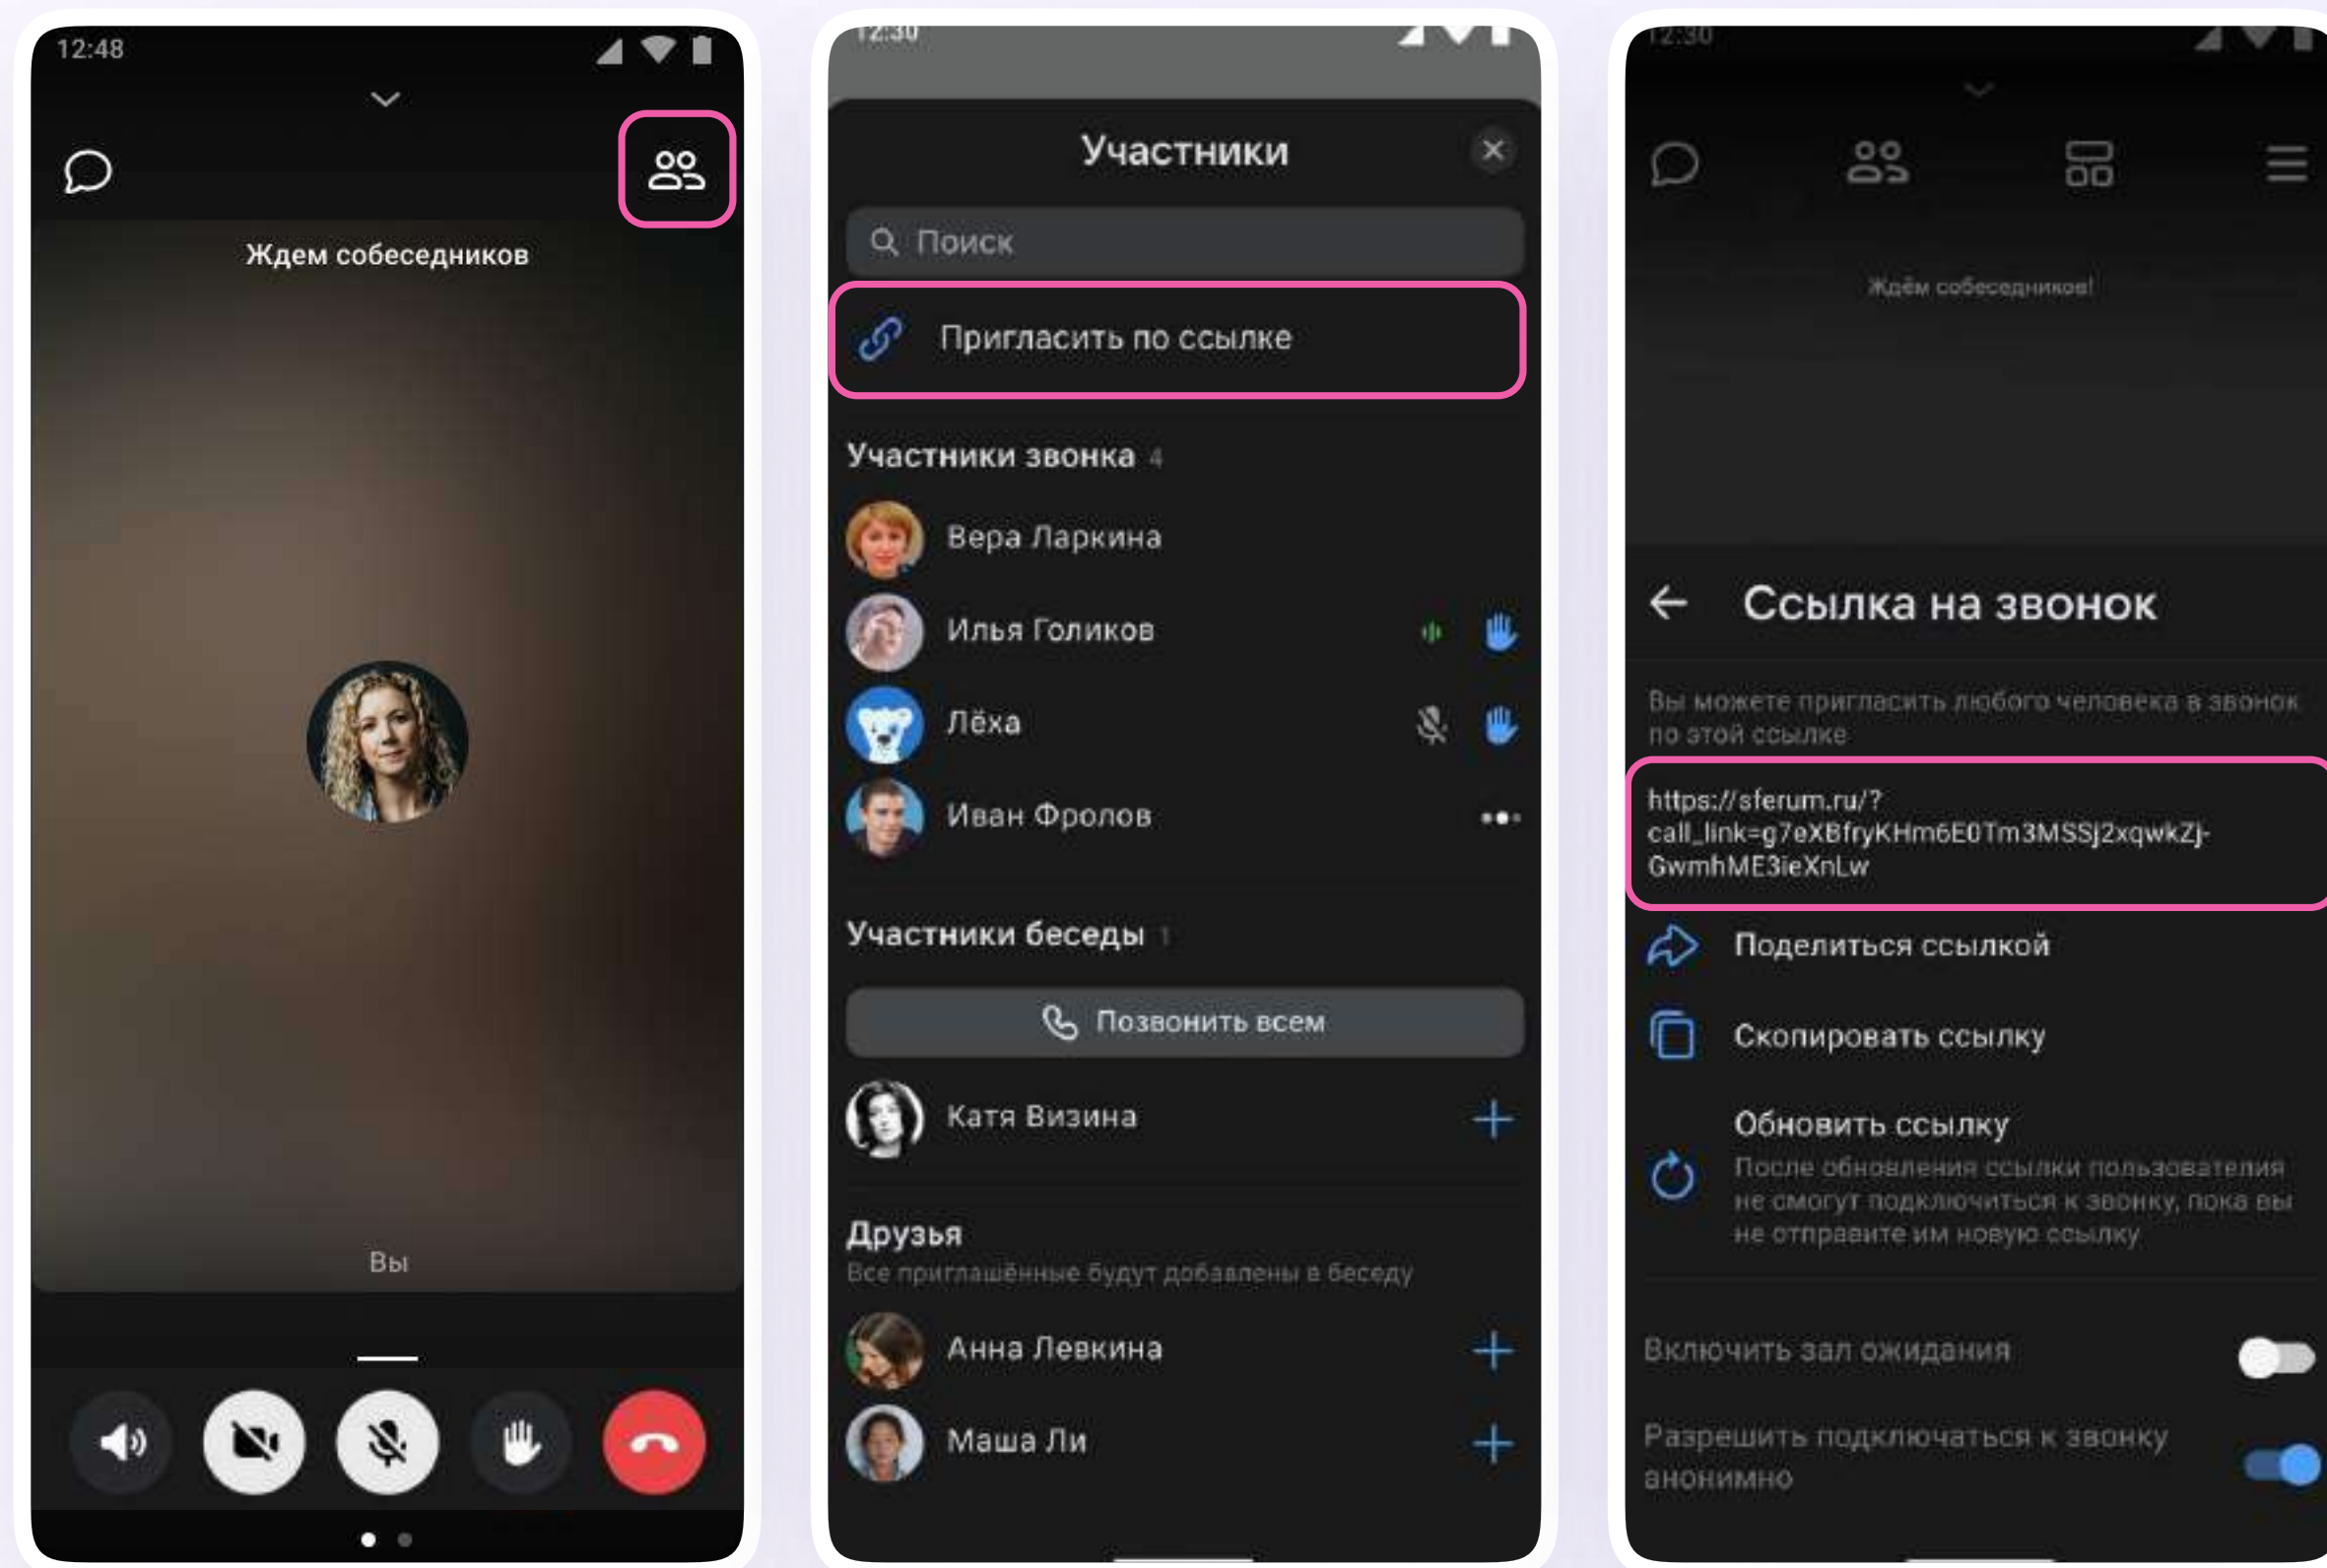 12:48
Ждем собеседников
Вы
12:30
Участники
Поиск
Пригласить по ссылке
Участники звонка 4
Вера Ларкина
Илья Голиков
Лёха
Иван Фролов
Участники беседы 1
Позвонить всем
Катя Визина
Друзья
Все приглашённые будут добавлены в беседу
Анна Левкина
Маша Ли
12:30
Ждём собеседников!
Ссылка на звонок
Вы можете пригласить любого человека в звонок
по этой ссылке
https://sferum.ru/?
call_link=g7eXBfryKHm6E0Tm3MSSj2xqwkZj-
GwmhME3ieXnLw
Поделиться ссылкой
Скопировать ссылку
Обновить ссылку
После обновления ссылки пользователия
не смогут подключиться к звонку, пока вы
не отправите им новую ссылку
Включить зал ожидания
Разрешить подключаться к звонку
анонимно